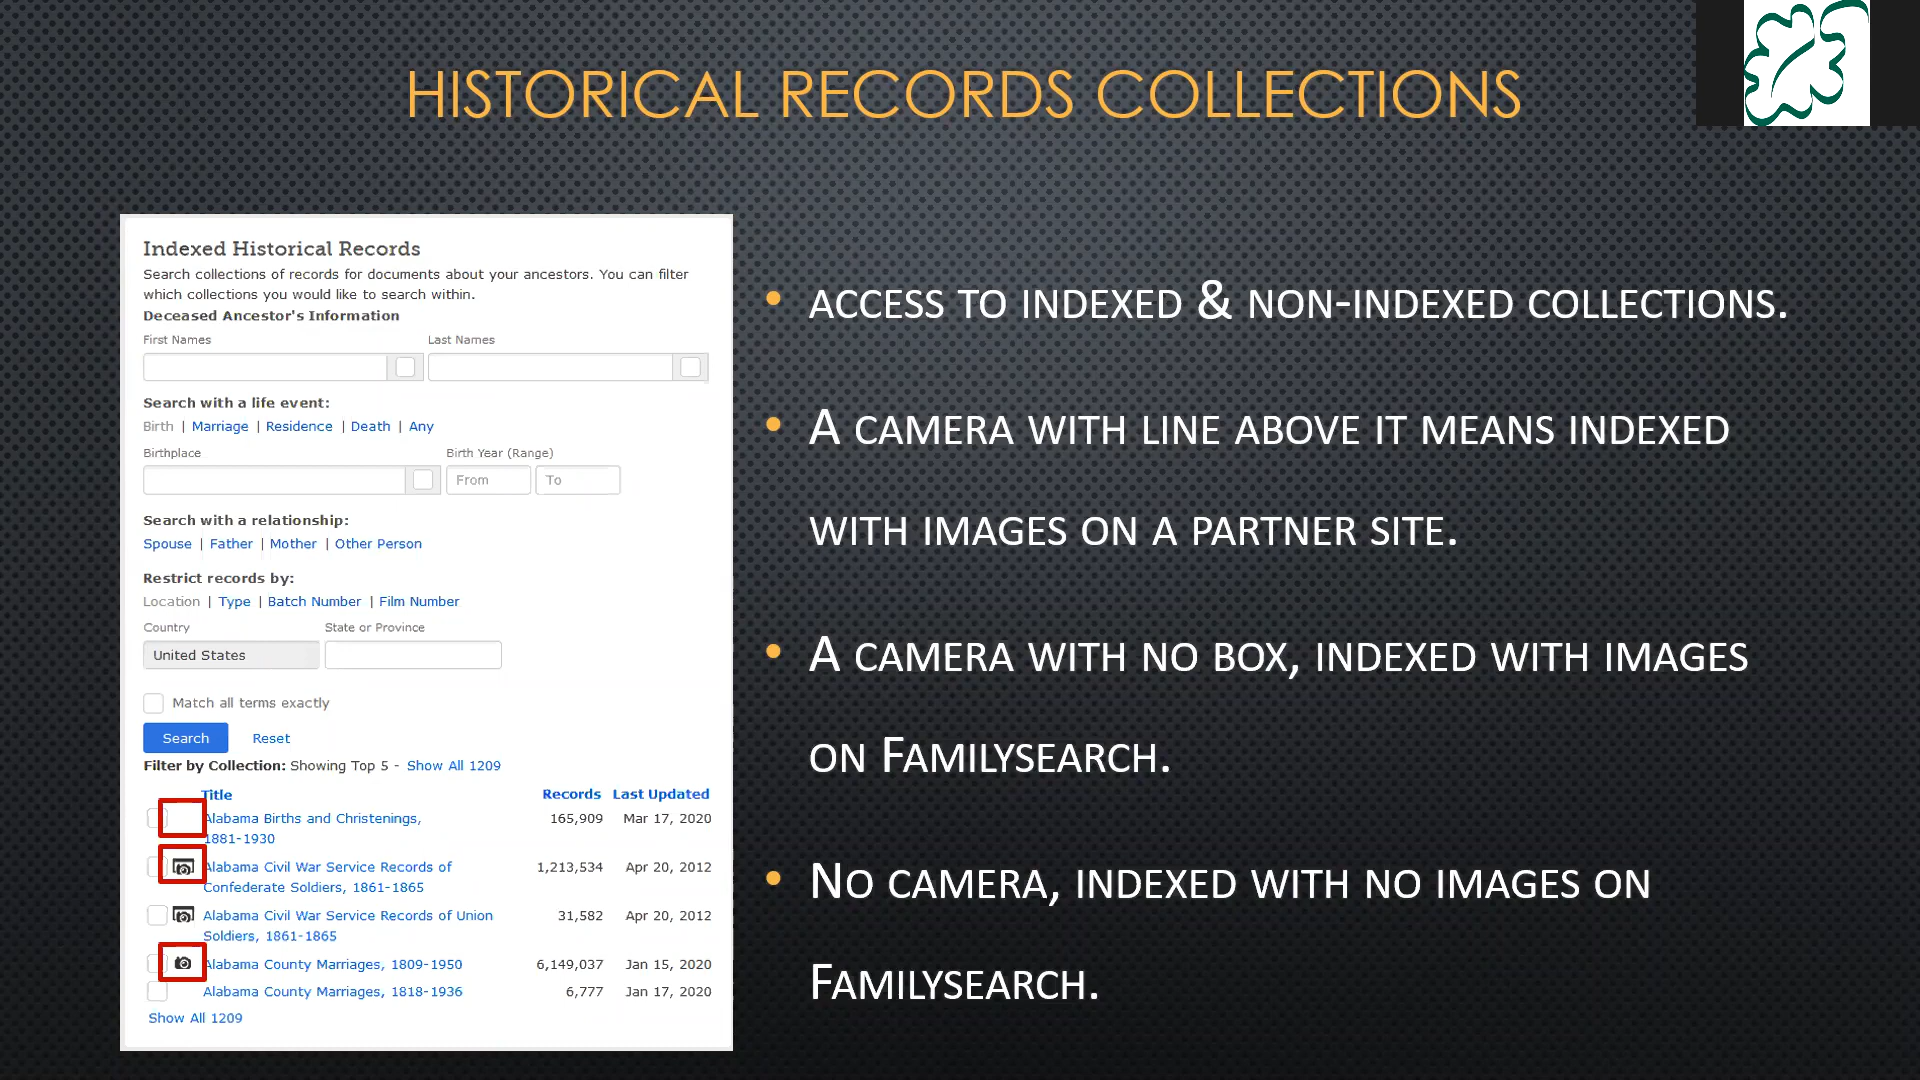 HISTORICAL RECORDS COLLECTIONS
Indexed Historical Records
Search collections of records for documents about your ancestors. You can filter
which collections you would like to search within.
Deceased Ancestor's Information
First Names Last Names
Search with a life event:
Birth | Marriage | Residence | Death | Any
Birthplace Birth Year (Range)
From To
Search with a relationship:
Spouse | Father | Mother | Other Person
Restrict records by:
Location | Type | Batch Number | Film Number
Country State or Province
United States
Match all terms exactly
Search Reset
Filter by Collection: Showing Top 5 - Show All 1209
Title Records Last Updated
Alabama Births and Christenings, 165,909 Mar 17, 2020
1881-1930
Alabama Civil War Service Records of 1,213,534 Apr 20, 2012
Confederate Soldiers, 1861-1865
Alabama Civil War Service Records of Union 31,582 Apr 20, 2012
Soldiers, 1861-1865
Alabama County Marriages, 1809-1950 6,149,037 Jan 15, 2020
Alabama County Marriages, 1818-1936 6,777 Jan 17, 2020
Show All 1209
• ACCESS TO INDEXED & NON-INDEXED COLLECTIONS.
• A CAMERA WITH LINE ABOVE IT MEANS INDEXED
WITH IMAGES ON A PARTNER SITE.
• A CAMERA WITH NO BOX, INDEXED WITH IMAGES
ON FAMILYSEARCH.
• NO CAMERA, INDEXED WITH NO IMAGES ON
FAMILYSEARCH.